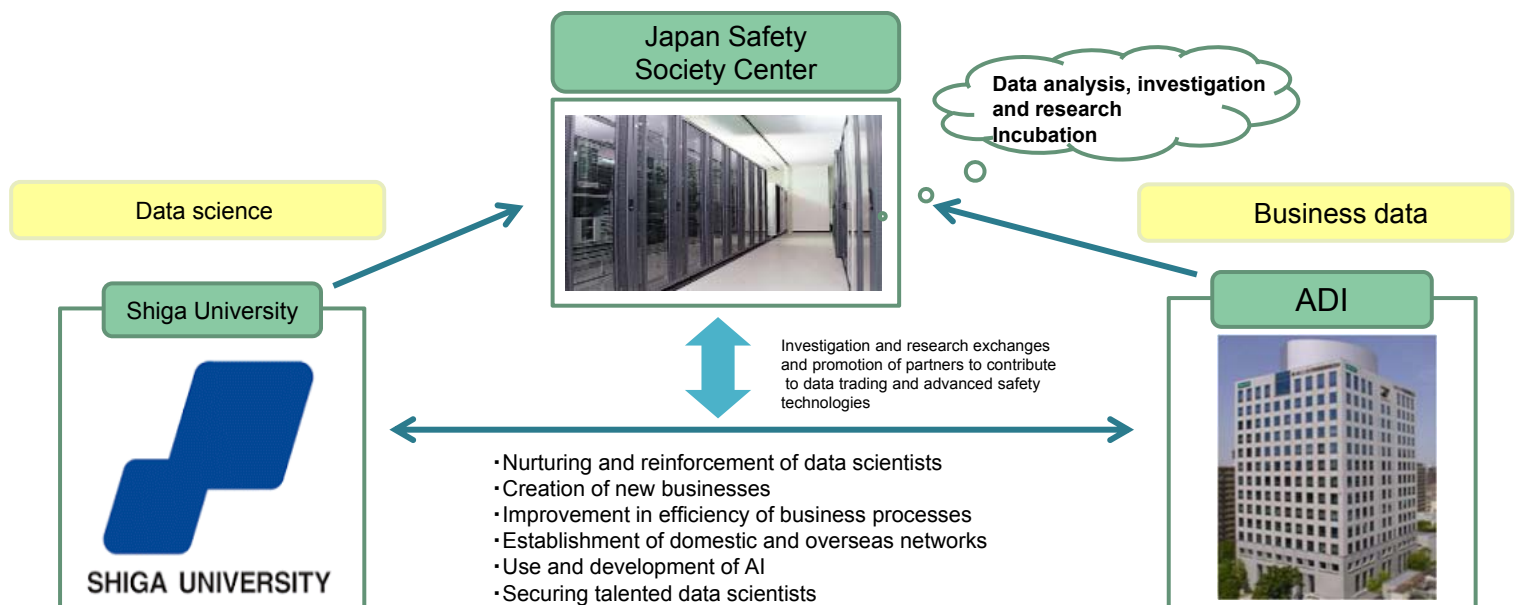 Japan Safety
Society Center
Data analysis, investigation
and research
Incubation
Data science
Business data
Shiga University
ADI
Investigation and research exchanges
and promotion of partners to contribute
to data trading and advanced safety
technologies
・Nurturing and reinforcement of data scientists
・Creation of new businesses
・Improvement in efficiency of business processes
・Establishment of domestic and overseas networks
・Use and development of AI
・Securing talented data scientists
SHIGA UNIVERSITY